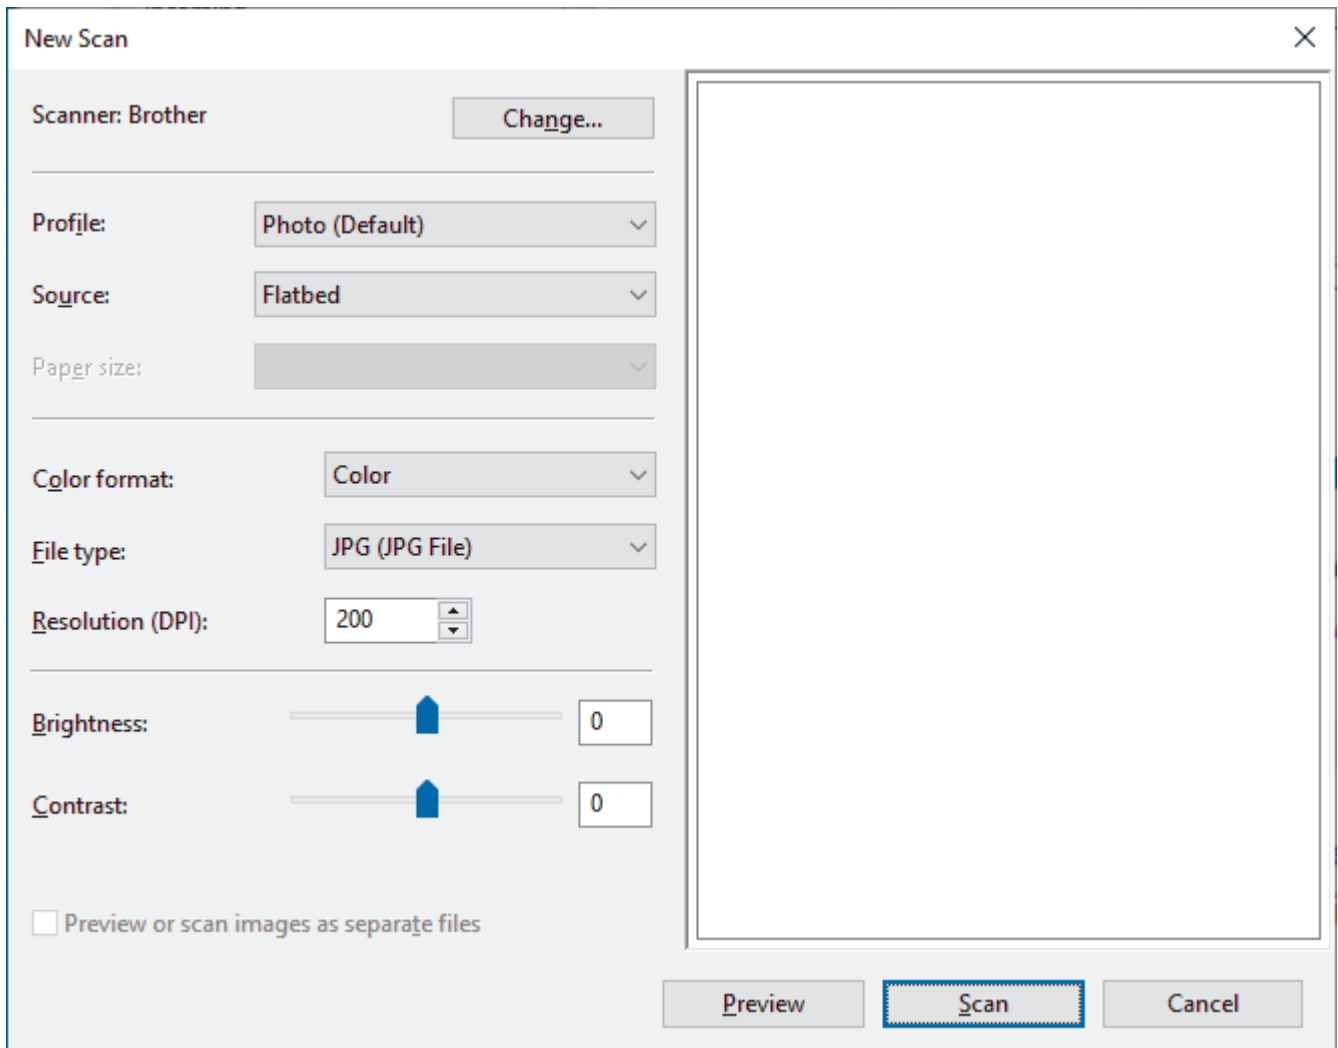 New Scan
Scanner: Brother
Change...
Profile:
Photo (Default)
Source:
Flatbed
Paper size:
Color format:
Color
File type:
JPG (JPG File)
Resolution (DPI):
200
Brightness:
0
Contrast:
0
Preview or scan images as separate files
Preview
Scan
Cancel